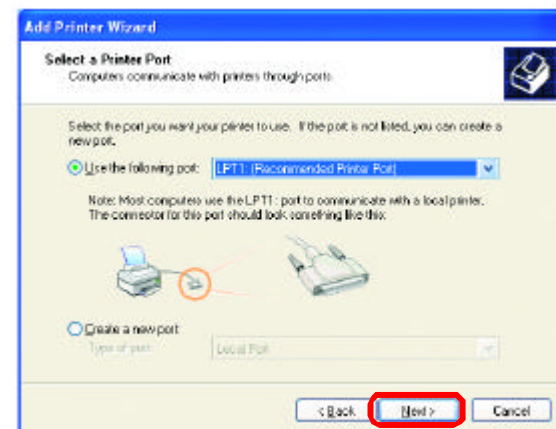 Add Printer Wizard
Select a Printer Port
Computers communicate with printers through ports.
Select the port you want your printer to use. If the port is not listed, you can create a
new port.
Use the following port: LPT1: (Recommended Printer Port)
Note: Most computers use the LPT1: port to communicate with a local printer.
The connector for this port should look something like this:
Create a new port:
Type of port: Local Port
< Back Next > Cancel